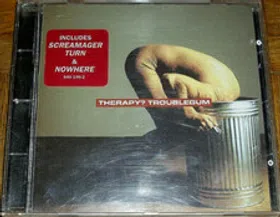 INCLUDES
SCREAMAGER
TURN
&
NOWHERE
THERAPY? TROUBLEGUM